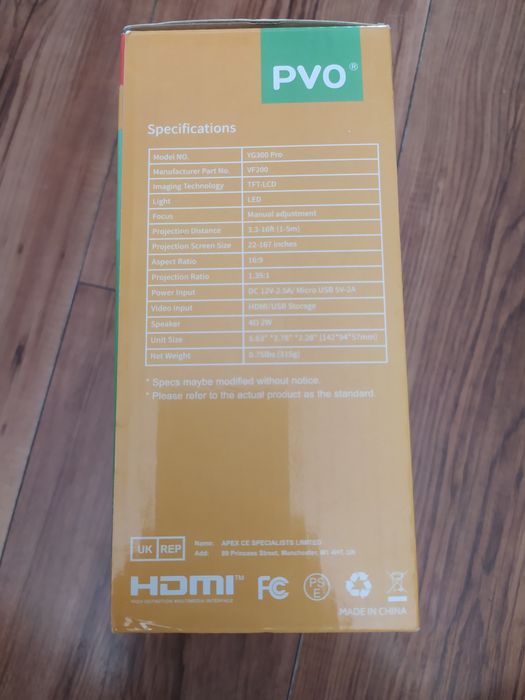 PVO®
Specifications
Model NO. YG300 Pro
Manufacturer Part No. VF200
Imaging Technology TFT-LCD
Light LED
Focus Manual adjustment
Projection Distance 3.3-16ft (1-5m)
Projection Screen Size 22-167 inches
Aspect Ratio 16:9
Projection Ratio 1.35:1
Power Input DC 12V-2.5A/ Micro USB 5V-2A
Video Input HDMI/USB Storage
Speaker 4Ω 2W
Unit Size *2.28" (142*94*57mm)
Net Weight 0.75lbs (315g)
* Specs maybe modified without notice.
* Please refer to the actual product as the standard.
UK REP
Name: APEX CE SPECIALISTS LIMITED
Add: 89 Princess Street, Manchester, M1 4HT, UK
HDMI™
HIGH-DEFINITION MULTIMEDIA INTERFACE
FC
PS
E
MADE IN CHINA